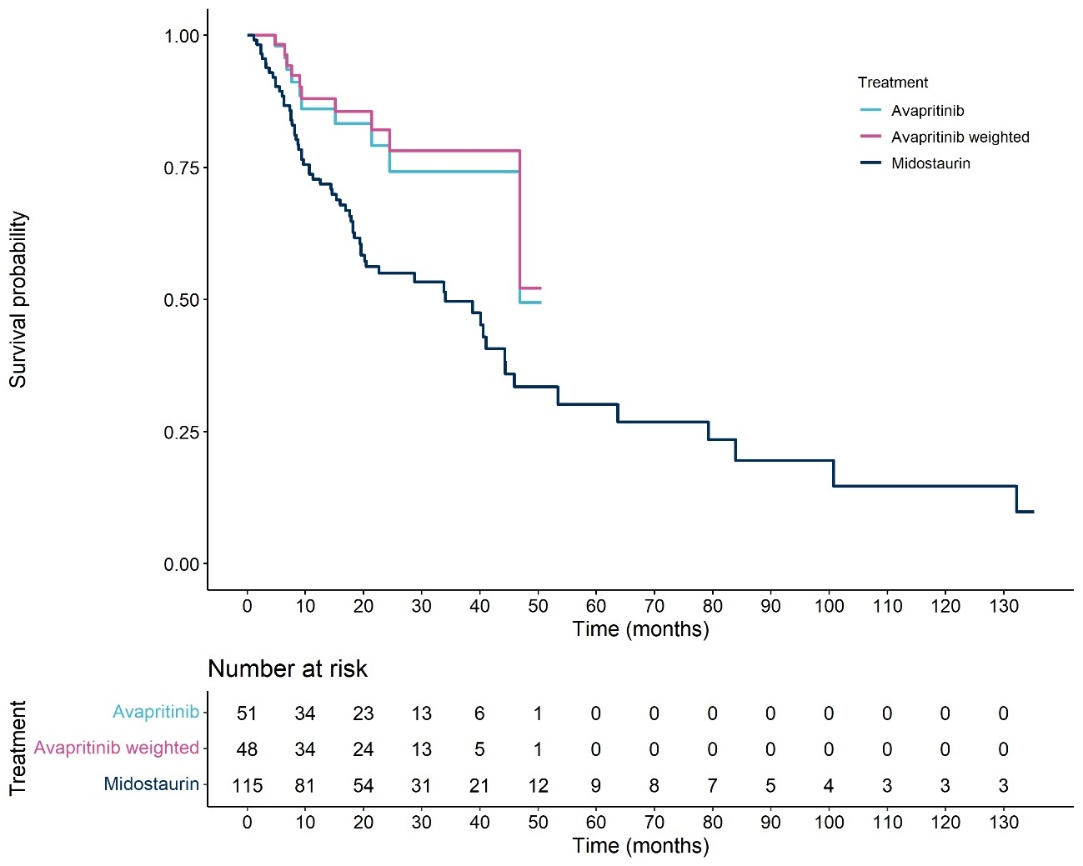 1.00
0.75
0.50
0.25
0.00
Survival probability
Treatment
Avapritinib
Avapritinib weighted
Midostaurin
0 10 20 30 40 50 60 70 80 90 100 110 120 130
Time (months)
Number at risk
Treatment
Avapritinib 51 34 23 13 6 1 0 0 0 0 0 0 0 0
Avapritinib weighted 48 34 24 13 5 1 0 0 0 0 0 0 0 0
Midostaurin 115 81 54 31 21 12 9 8 7 5 4 3 3 3
0 10 20 30 40 50 60 70 80 90 100 110 120 130
Time (months)